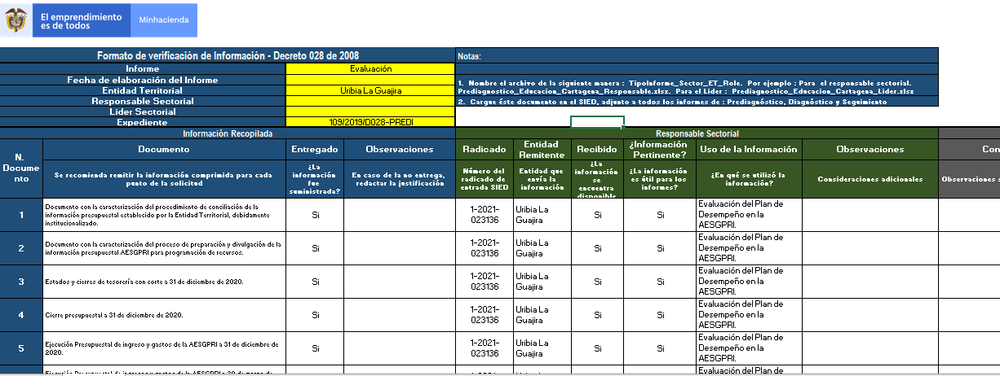 El emprendimiento
es de todos
Minhacienda
Formato de verificación de Información - Decreto 028 de 2008
Notas:
Informe
Evaluación
Fecha de elaboración del Informe
Entidad Territorial
Uribia La Guajira
Responsable Sectorial
Lider Sectorial
Expediente
109/2019/D028-PREDI
1. Nombre el archivo de la siguiente manera : TipoInforme_Sector_ET_Role. Por ejemplo : Para el responsable sectorial.
Prediagnostico_Educacion_Cartagena_Responsable.xlsx. Para el Lider : Prediagnostico_Educacion_Cartagena_Lider.xlsx
2. Cargue éste documento en el SIED, adjunto a todos los informes de : Prediagnóstico, Diagnóstico y Seguimiento
Información Recopilada
Responsable Sectorial
N.
Docume
nto
Documento
Entregado
Observaciones
Radicado
Entidad
Remitente
Recibido
¿Información
Pertinente?
Uso de la Información
Observaciones
Con
Se recomienda remitir la información comprimida para cada
punto de la solicitud
¿La
información
fue
suministrada?
En caso de la no entrega,
redactar la justificación
Número del
radicado de
entrada SIED
Entidad que
envía la
información
¿La
información
se
encuentra
disponible
¿La información
es útil para los
informes?
¿En qué se utilizó la
información?
Consideraciones adicionales
Observaciones s
1
Documento con la caracterización del procedimiento de conciliación de la
información presupuestal establecido por la Entidad Territorial, debidamente
institucionalizado.
Si
1-2021-
023136
Uribia La
Guajira
Si
Si
Evaluación del Plan de
Desempeño en la
AESGPRI.
2
Documento con la caracterización del proceso de preparación y divulgación de la
información presupuestal AESGPRI para programación de recursos.
Si
1-2021-
023136
Uribia La
Guajira
Si
Si
Evaluación del Plan de
Desempeño en la
AESGPRI.
3
Estados y cierres de tesorería con corte a 31 de diciembre de 2020.
Si
1-2021-
023136
Uribia La
Guajira
Si
Si
Evaluación del Plan de
Desempeño en la
AESGPRI.
4
Cierre presupuestal a 31 de diciembre de 2020.
Si
1-2021-
023136
Uribia La
Guajira
Si
Si
Evaluación del Plan de
Desempeño en la
AESGPRI.
5
Ejecución Presupuestal de ingreso y gastos de la AESGPRI a 31 de diciembre de
2020.
Si
1-2021-
023136
Uribia La
Guajira
Si
Si
Evaluación del Plan de
Desempeño en la
AESGPRI.
1-2021-
Uribia La
Evaluación del Plan de